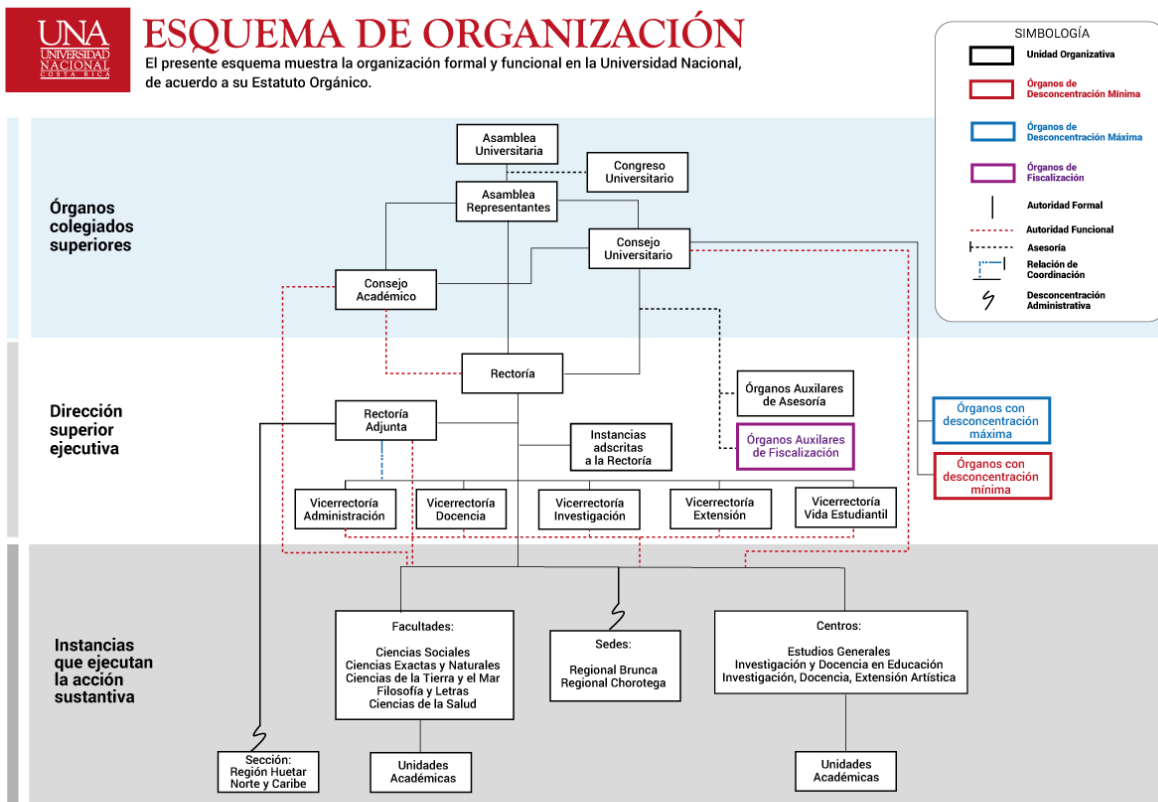 UNA
UNIVERSIDAD
NACIONAL
COSTA RICA
ESQUEMA DE ORGANIZACIÓN
El presente esquema muestra la organización formal y funcional en la Universidad Nacional,
de acuerdo a su Estatuto Orgánico.
SIMBOLOGÍA
Unidad Organizativa
Órganos de
Desconcentración Mínima
Órganos de
Desconcentración Máxima
Órganos de
Fiscalización
Autoridad Formal
Autoridad Funcional
Asesoría
Relación de
Coordinación
Desconcentración
Administrativa
Órganos
colegiados
superiores
Asamblea
Universitaria
Congreso
Universitario
Asamblea
Representantes
Consejo
Universitario
Consejo
Académico
Dirección
superior
ejecutiva
Rectoría
Rectoría
Adjunta
Instancias
adscritas
a la Rectoría
Órganos Auxilares
de Asesoría
Órganos Auxilares
de Fiscalización
Órganos con
desconcentración
máxima
Órganos con
desconcentración
mínima
Vicerrectoría
Administración
Vicerrectoría
Docencia
Vicerrectoría
Investigación
Vicerrectoría
Extensión
Vicerrectoría
Vida Estudiantil
Instancias
que ejecutan
la acción
sustantiva
Facultades:
Ciencias Sociales
Ciencias Exactas y Naturales
Ciencias de la Tierra y el Mar
Filosofía y Letras
Ciencias de la Salud
Sedes:
Regional Brunca
Regional Chorotega
Centros:
Estudios Generales
Investigación y Docencia en Educación
Investigación, Docencia, Extensión Artística
Sección:
Región Huetar
Norte y Caribe
Unidades
Académicas
Unidades
Académicas